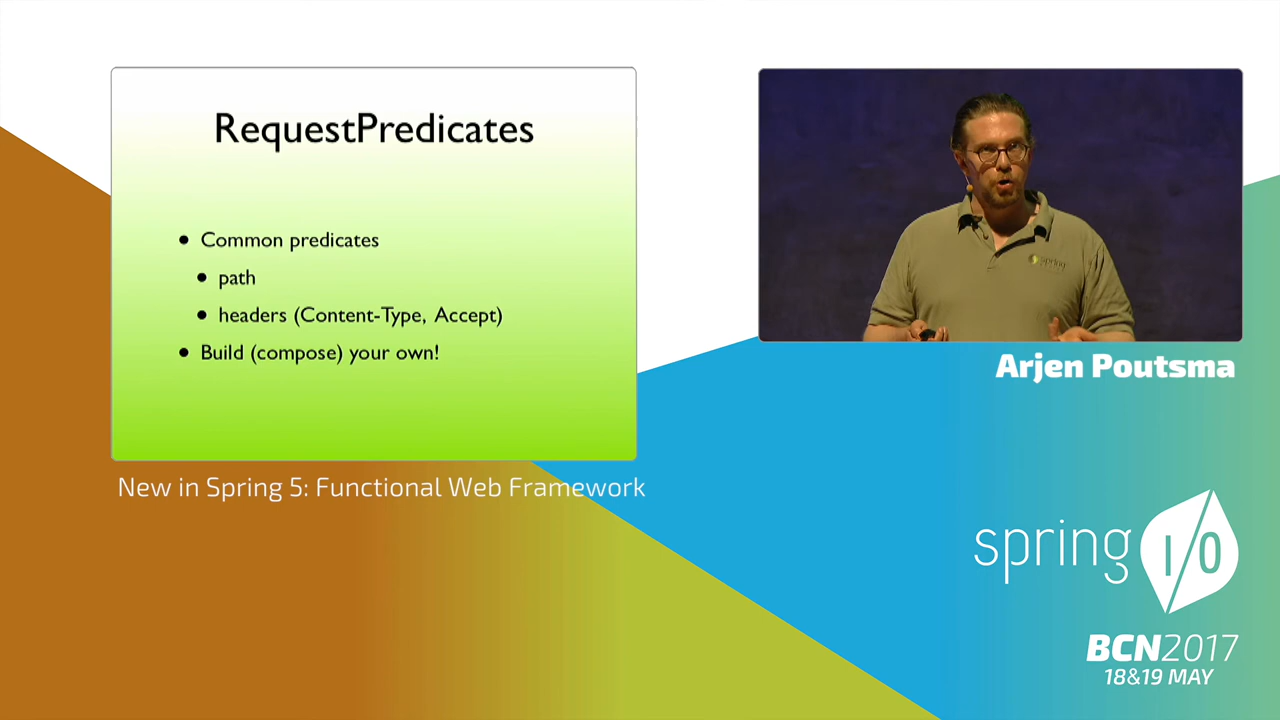 RequestPredicates
• Common predicates
• path
• headers (Content-Type, Accept)
• Build (compose) your own!
New in Spring 5: Functional Web Framework
spring
Arjen Poutsma
spring I/O
BCN2017
18&19 MAY